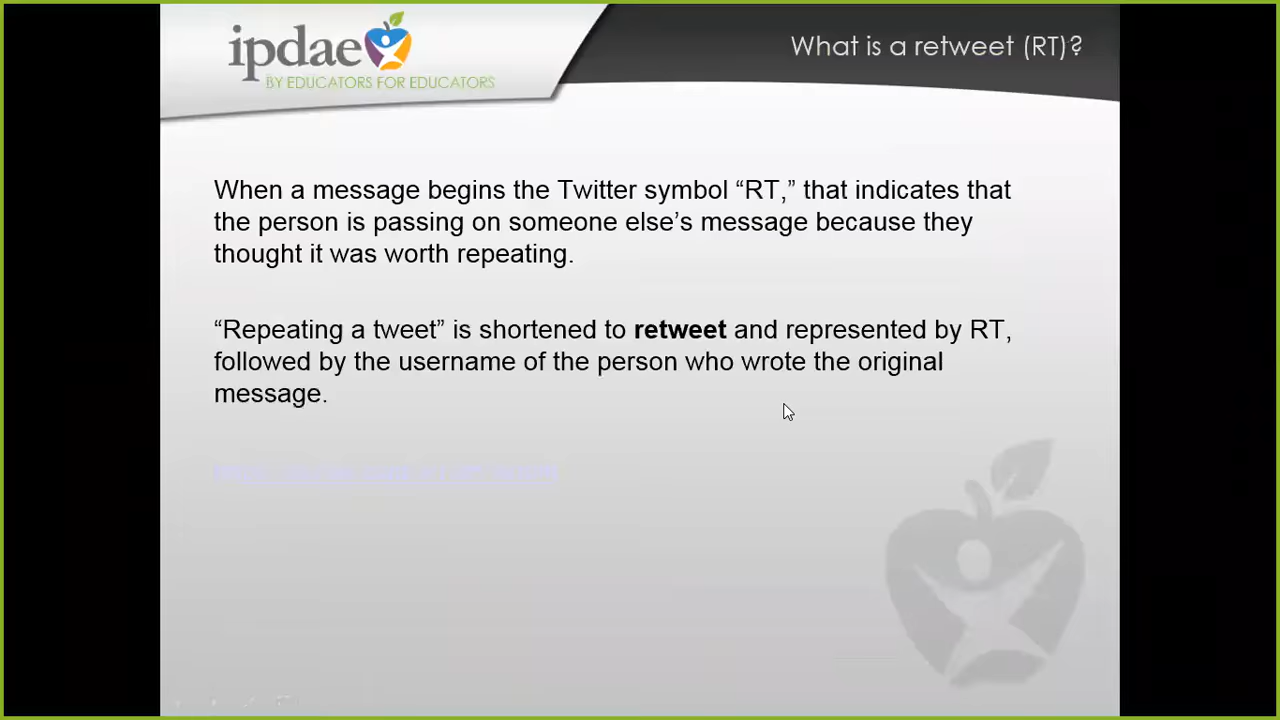 ipdae
BY EDUCATORS FOR EDUCATORS
What is a retweet (RT)?
When a message begins the Twitter symbol “RT,” that indicates that
the person is passing on someone else’s message because they
thought it was worth repeating.
“Repeating a tweet” is shortened to retweet and represented by RT,
followed by the username of the person who wrote the original
message.